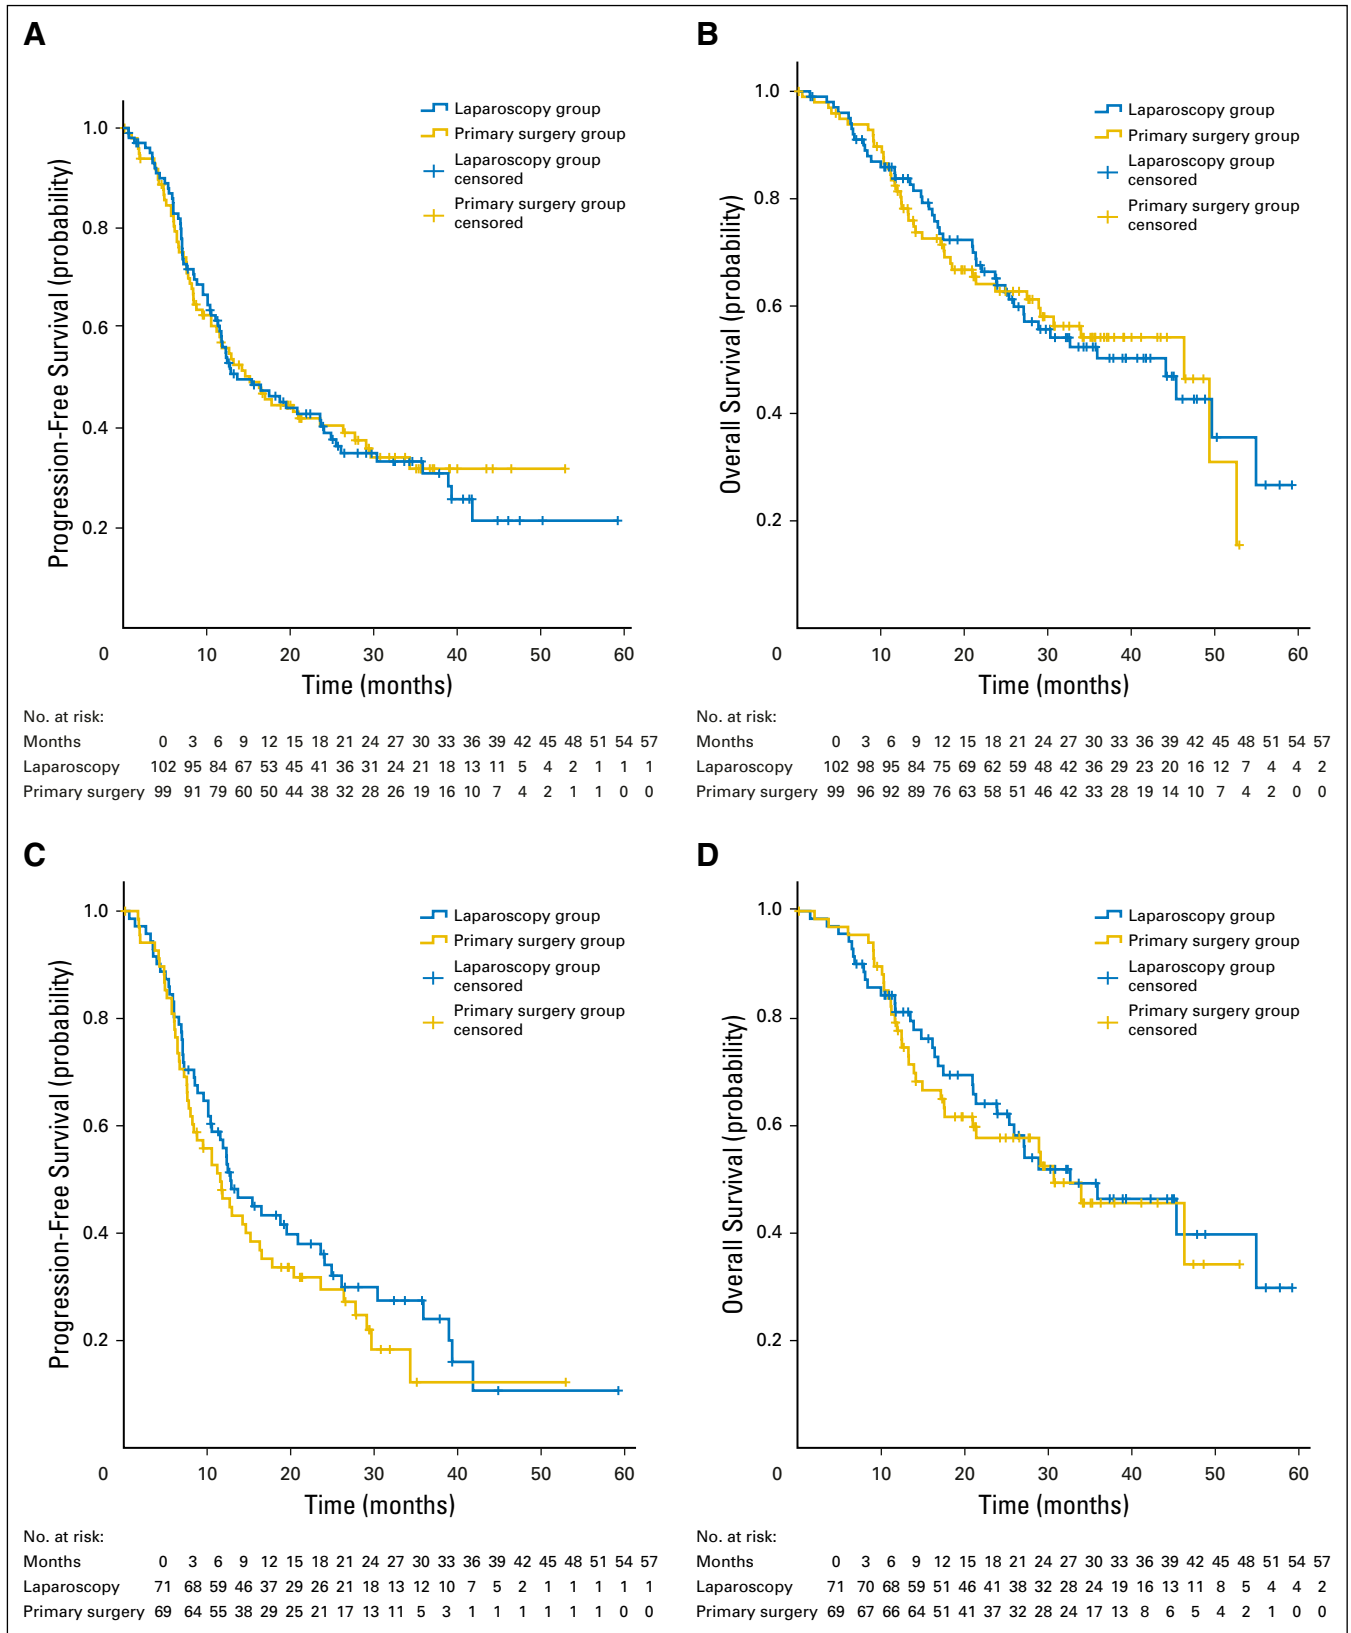 A
Progression-Free Survival (probability)
1.0
0.8
0.6
0.4
0.2
Laparoscopy group
Primary surgery group
Laparoscopy group
censored
Primary surgery group
censored
0 10 20 30 40 50 60
Time (months)
No. at risk:
Months 0 3 6 9 12 15 18 21 24 27 30 33 36 39 42 45 48 51 54 57
Laparoscopy 102 95 84 67 53 45 41 36 31 24 21 18 13 11 5 4 2 1 1 1
Primary surgery 99 91 79 60 50 44 38 32 28 26 19 16 10 7 4 2 1 1 0 0
B
Overall Survival (probability)
1.0
0.8
0.6
0.4
0.2
Laparoscopy group
Primary surgery group
Laparoscopy group
censored
Primary surgery group
censored
0 10 20 30 40 50 60
Time (months)
No. at risk:
Months 0 3 6 9 12 15 18 21 24 27 30 33 36 39 42 45 48 51 54 57
Laparoscopy 102 98 95 84 75 69 62 59 48 42 36 29 23 20 16 12 7 4 4 2
Primary surgery 99 96 92 89 76 63 58 51 46 42 33 28 19 14 10 7 4 2 0 0
C
Progression-Free Survival (probability)
1.0
0.8
0.6
0.4
0.2
Laparoscopy group
Primary surgery group
Laparoscopy group
censored
Primary surgery group
censored
0 10 20 30 40 50 60
Time (months)
No. at risk:
Months 0 3 6 9 12 15 18 21 24 27 30 33 36 39 42 45 48 51 54 57
Laparoscopy 71 68 59 46 37 29 26 21 18 13 12 10 7 5 2 1 1 1 1 1
Primary surgery 69 64 55 38 29 25 21 17 13 11 5 3 1 1 1 1 1 1 0 0
D
Overall Survival (probability)
1.0
0.8
0.6
0.4
0.2
Laparoscopy group
Primary surgery group
Laparoscopy group
censored
Primary surgery group
censored
0 10 20 30 40 50 60
Time (months)
No. at risk:
Months 0 3 6 9 12 15 18 21 24 27 30 33 36 39 42 45 48 51 54 57
Laparoscopy 71 70 68 59 51 46 41 38 32 28 24 19 16 13 11 8 5 4 4 2
Primary surgery 69 67 66 64 51 41 37 32 28 24 17 13 8 6 5 4 2 1 0 0